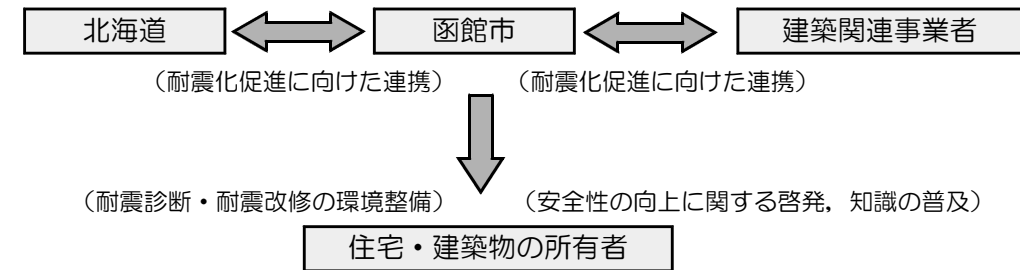 北海道 函館市 建築関連事業者
（耐震化促進に向けた連携） （耐震化促進に向けた連携）
（耐震診断・耐震改修の環境整備） （安全性の向上に関する啓発，知識の普及）
住宅・建築物の所有者